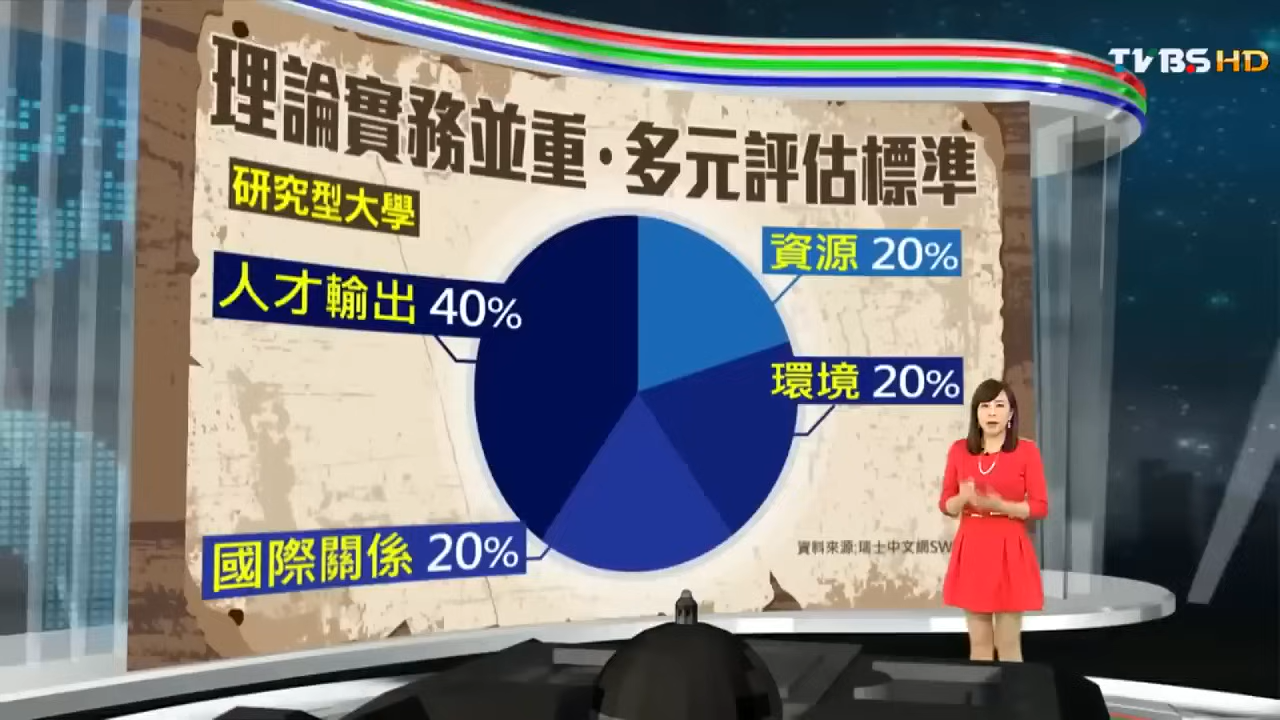 TVBS HD
理論實務並重·多元評估標準
研究型大學
資源 20%
人才輸出 40%
環境 20%
國際關係 20%
資料來源:瑞士中文網SW